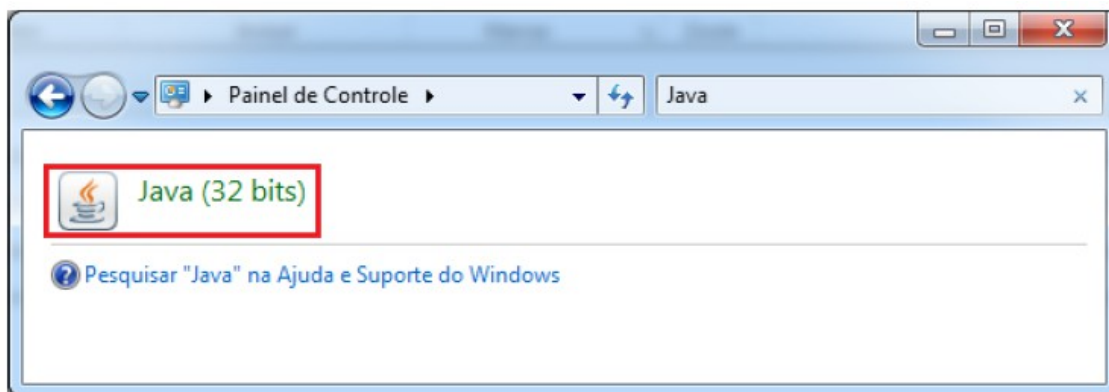 Painel de Controle
Java
Java (32 bits)
Pesquisar "Java" na Ajuda e Suporte do Windows